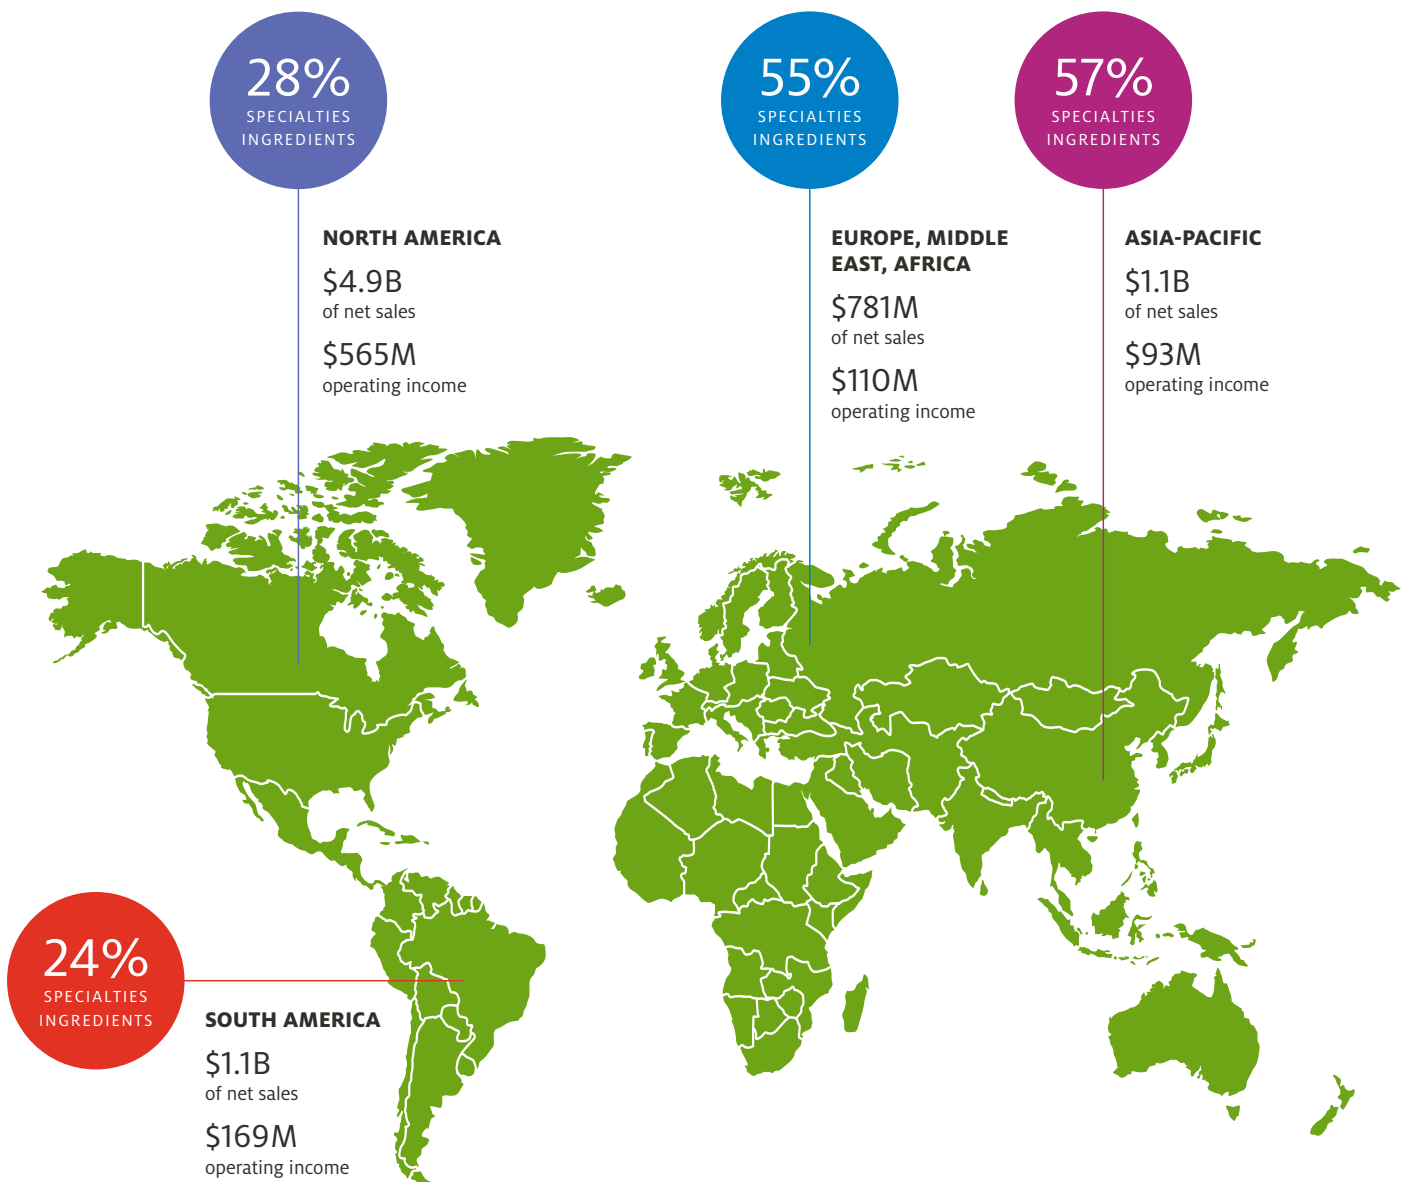 28%
SPECIALTIES
INGREDIENTS
NORTH AMERICA
$4.9B
of net sales
$565M
operating income
55%
SPECIALTIES
INGREDIENTS
EUROPE, MIDDLE
EAST, AFRICA
$781M
of net sales
$110M
operating income
57%
SPECIALTIES
INGREDIENTS
ASIA-PACIFIC
$1.1B
of net sales
$93M
operating income
24%
SPECIALTIES
INGREDIENTS
SOUTH AMERICA
$1.1B
of net sales
$169M
operating income